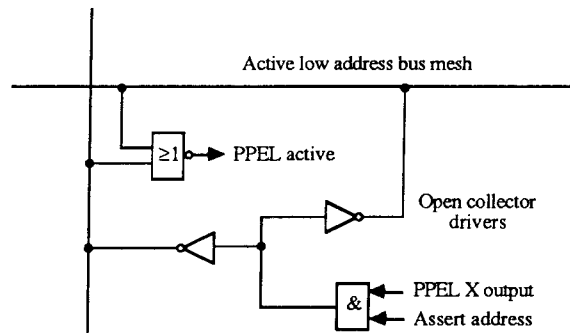 Active low address bus mesh
≥1
PPEL active
Open collector
drivers
&
PPEL X output
Assert address